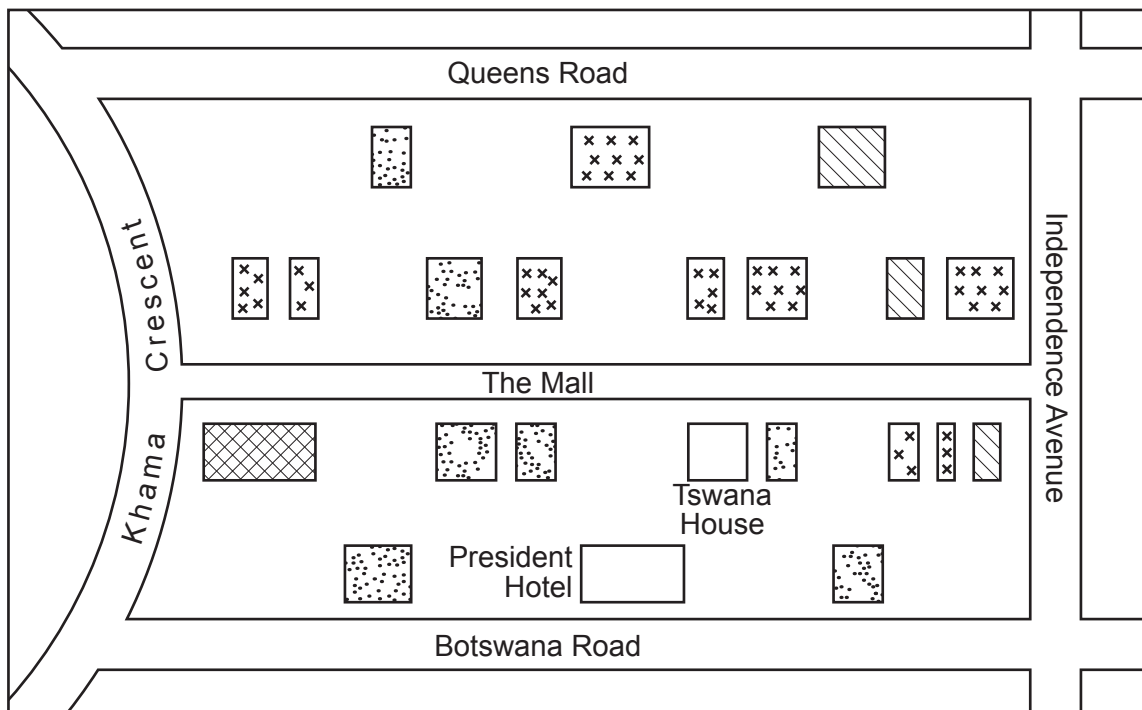 Queens Road
Khama Crescent
Independence Avenue
The Mall
Tswana
House
President
Hotel
Botswana Road